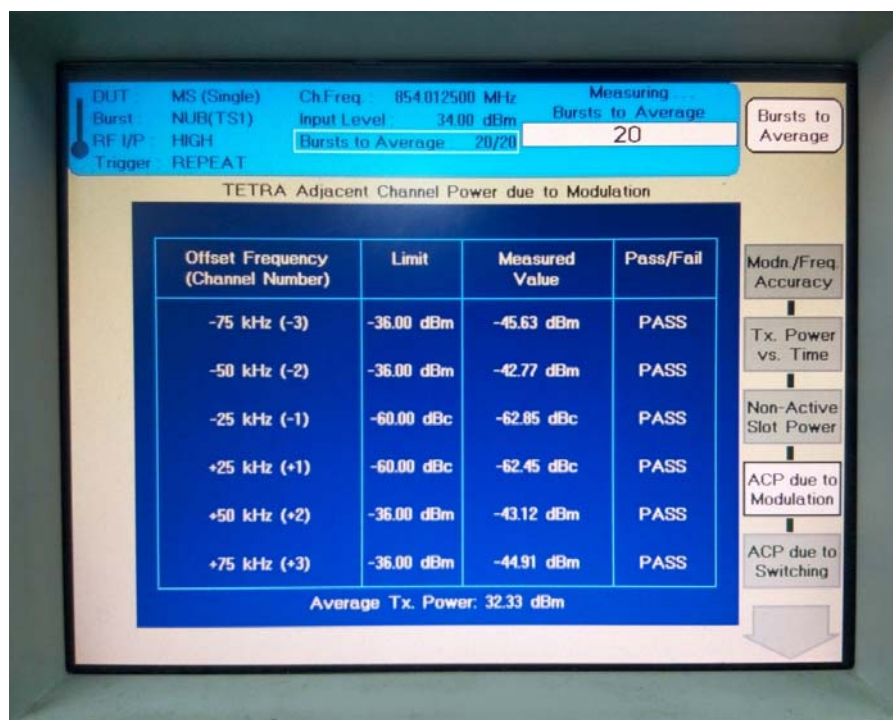 DUT : MS (Single) Ch.Freq. : 854.012500 MHz Measuring ...
Burst : NUB(TS1) Input Level : 34.00 dBm Bursts to Average
RF I/P : HIGH Bursts to Average 20/20 20
Trigger : REPEAT
Bursts to
Average
TETRA Adjacent Channel Power due to Modulation
Offset Frequency Limit Measured Pass/Fail
(Channel Number) Value
-75 kHz (-3) -36.00 dBm -45.63 dBm PASS
-50 kHz (-2) -36.00 dBm -42.77 dBm PASS
-25 kHz (-1) -60.00 dBc -62.85 dBc PASS
+25 kHz (+1) -60.00 dBc -62.45 dBc PASS
+50 kHz (+2) -36.00 dBm -43.12 dBm PASS
+75 kHz (+3) -36.00 dBm -44.91 dBm PASS
Average Tx. Power: 32.33 dBm
Modn./Freq.
Accuracy
Tx. Power
vs. Time
Non-Active
Slot Power
ACP due to
Modulation
ACP due to
Switching